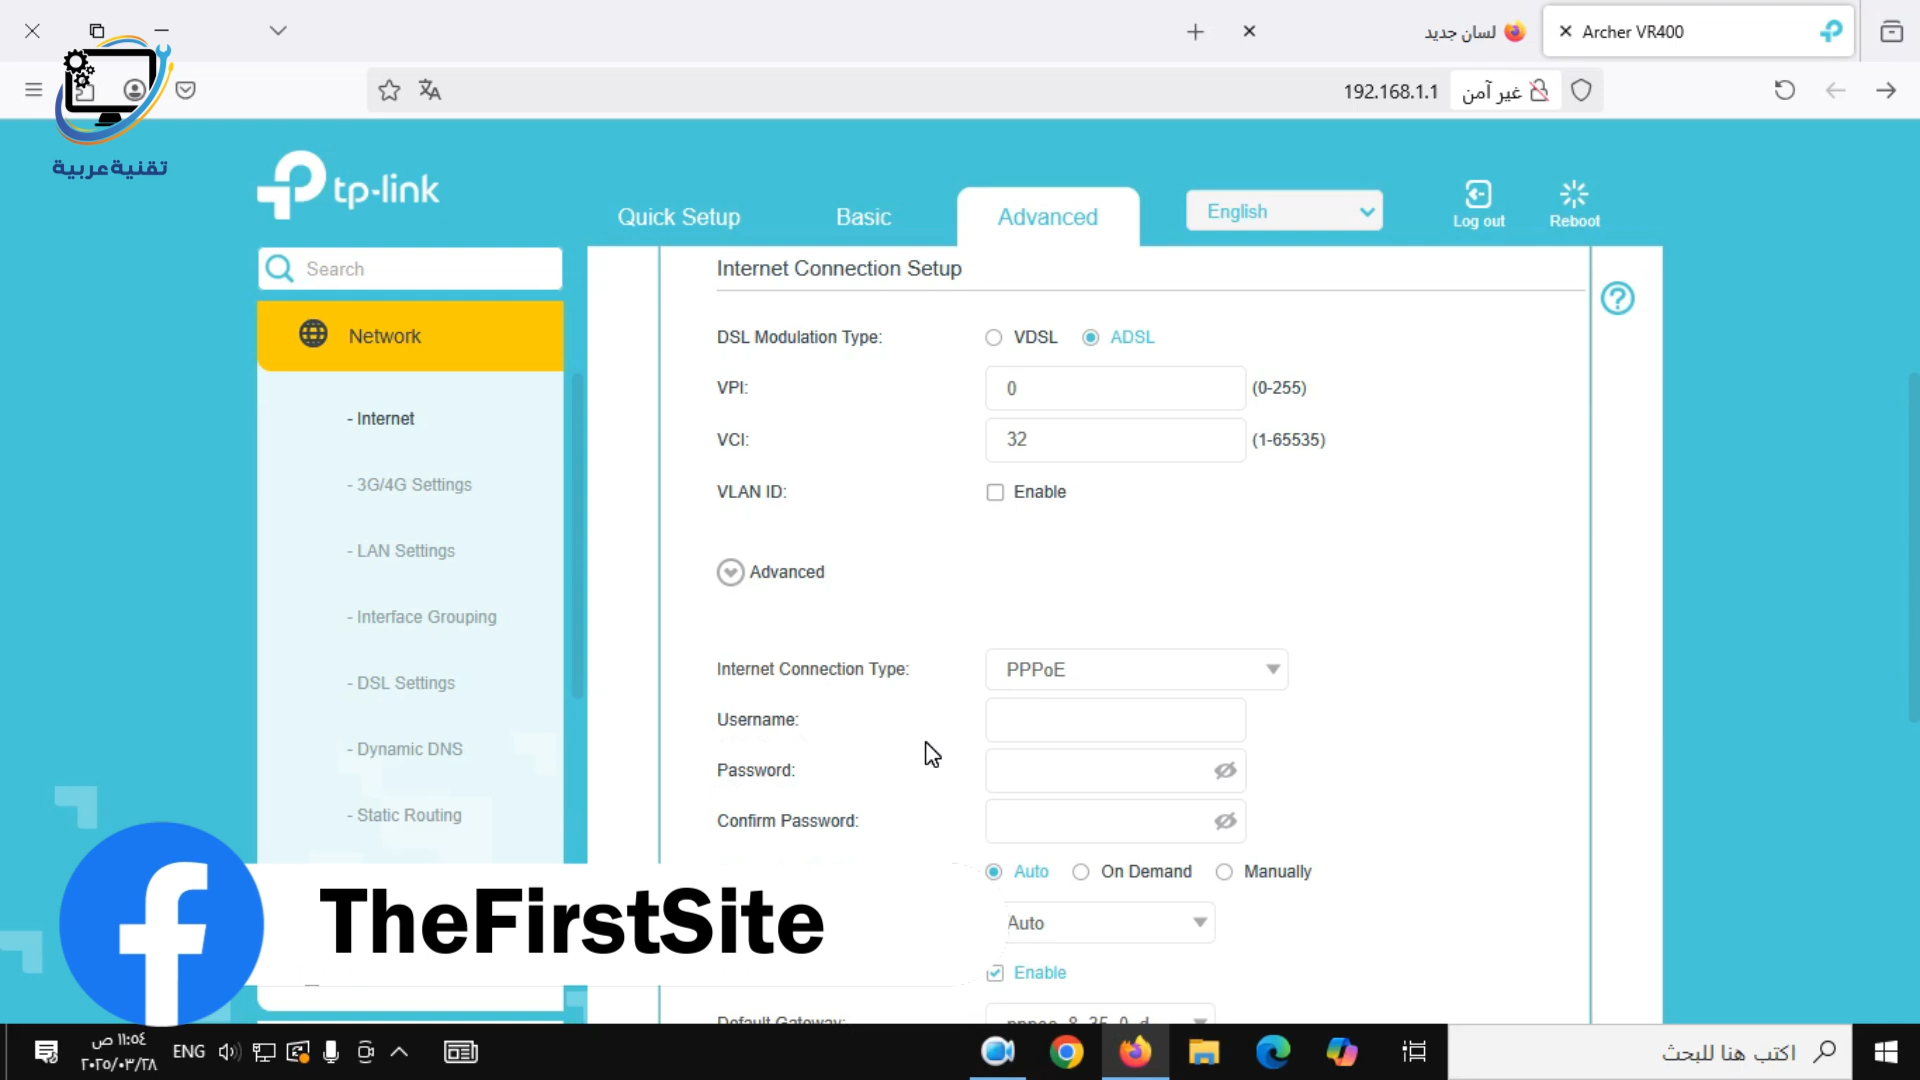 Archer VR400
لسان جديد
192.168.1.1
غير آمن
تقنية عربية
tp-link
Quick Setup
Basic
Advanced
English
Log out
Reboot
Search
Network
- Internet
- 3G/4G Settings
- LAN Settings
- Interface Grouping
- DSL Settings
- Dynamic DNS
- Static Routing
Internet Connection Setup
DSL Modulation Type: VDSL ADSL
VPI: 0 (0-255)
VCI: 32 (1-65535)
VLAN ID: Enable
Advanced
Internet Connection Type: PPPoE
Username:
Password:
Confirm Password:
Auto On Demand Manually
Auto
Enable
Default Gateway: pppoe_8_35_0_d
TheFirstSite
١١:٥٤ ص
٢٠٢٥/٠٣/٢٨
ENG
اكتب هنا للبحث